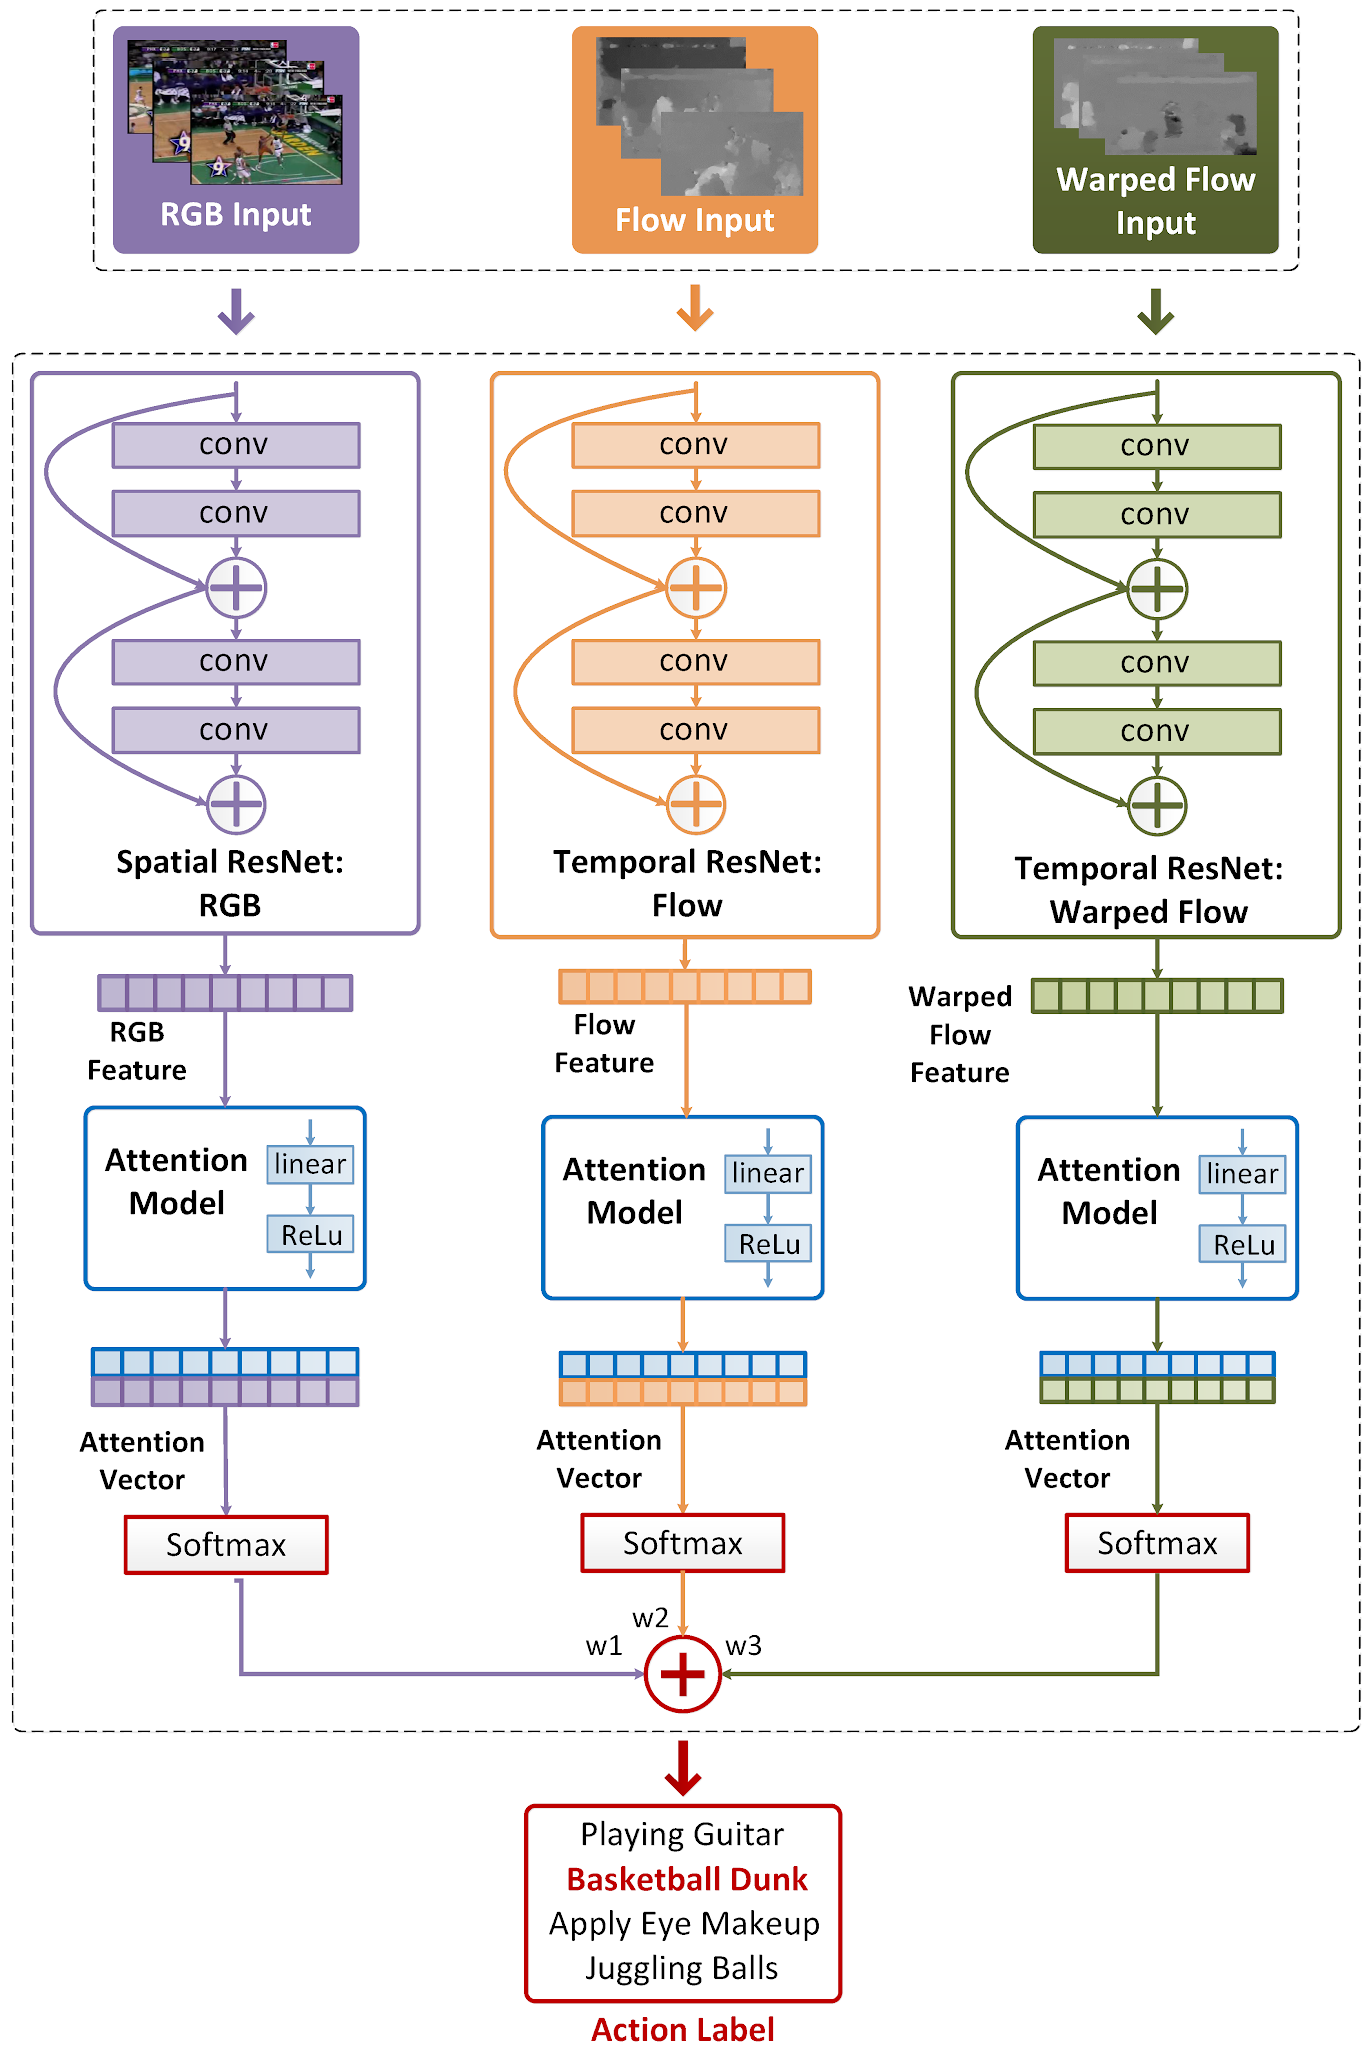 RGB Input
Flow Input
Warped Flow
Input
conv
conv
conv
conv
Spatial ResNet:
RGB
conv
conv
conv
conv
Temporal ResNet:
Flow
conv
conv
conv
conv
Temporal ResNet:
Warped Flow
RGB
Feature
Flow
Feature
Warped
Flow
Feature
Attention
Model
linear
ReLu
Attention
Model
linear
ReLu
Attention
Model
linear
ReLu
Attention
Vector
Attention
Vector
Attention
Vector
Softmax
Softmax
Softmax
w1
w2
w3
Playing Guitar
Basketball Dunk
Apply Eye Makeup
Juggling Balls
Action Label